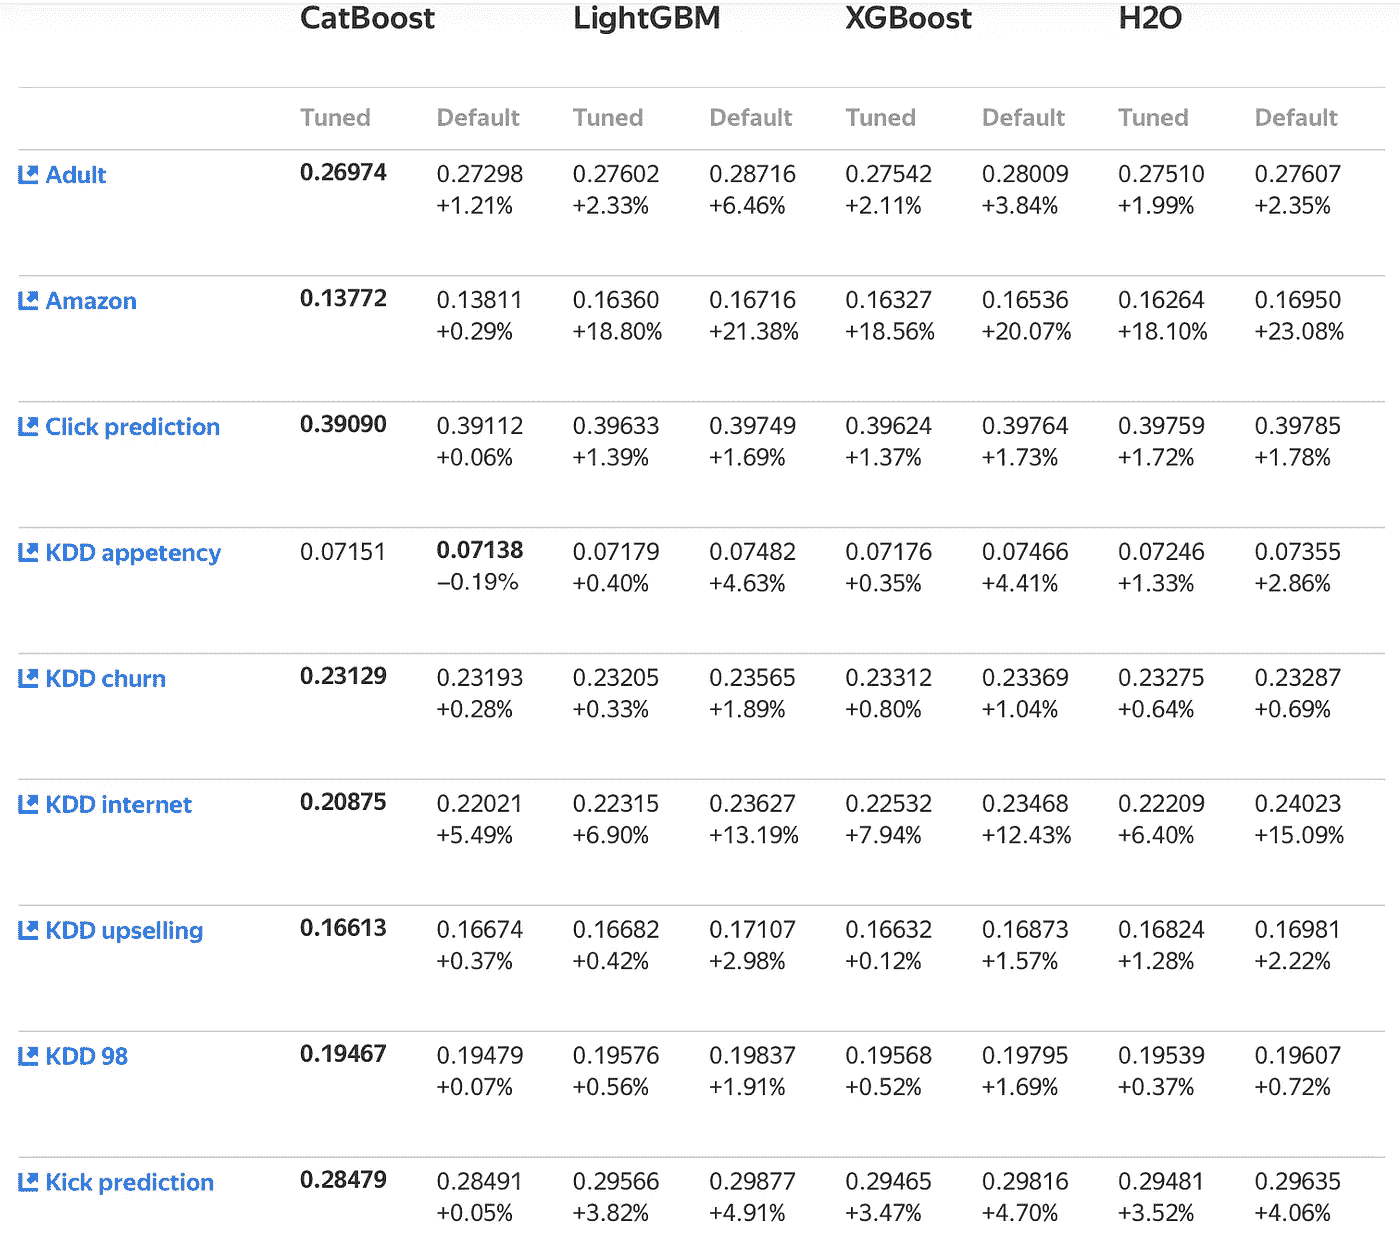 CatBoost LightGBM XGBoost H2O
Tuned Default Tuned Default Tuned Default Tuned Default
Adult 0.26974 0.27298 0.27602 0.28716 0.27542 0.28009 0.27510 0.27607
+1.21% +2.33% +6.46% +2.11% +3.84% +1.99% +2.35%
Amazon 0.13772 0.13811 0.16360 0.16716 0.16327 0.16536 0.16264 0.16950
+0.29% +18.80% +21.38% +18.56% +20.07% +18.10% +23.08%
Click prediction 0.39090 0.39112 0.39633 0.39749 0.39624 0.39764 0.39759 0.39785
+0.06% +1.39% +1.69% +1.37% +1.73% +1.72% +1.78%
KDD appetency 0.07151 0.07138 0.07179 0.07482 0.07176 0.07466 0.07246 0.07355
−0.19% +0.40% +4.63% +0.35% +4.41% +1.33% +2.86%
KDD churn 0.23129 0.23193 0.23205 0.23565 0.23312 0.23369 0.23275 0.23287
+0.28% +0.33% +1.89% +0.80% +1.04% +0.64% +0.69%
KDD internet 0.20875 0.22021 0.22315 0.23627 0.22532 0.23468 0.22209 0.24023
+5.49% +6.90% +13.19% +7.94% +12.43% +6.40% +15.09%
KDD upselling 0.16613 0.16674 0.16682 0.17107 0.16632 0.16873 0.16824 0.16981
+0.37% +0.42% +2.98% +0.12% +1.57% +1.28% +2.22%
KDD 98 0.19467 0.19479 0.19576 0.19837 0.19568 0.19795 0.19539 0.19607
+0.07% +0.56% +1.91% +0.52% +1.69% +0.37% +0.72%
Kick prediction 0.28479 0.28491 0.29566 0.29877 0.29465 0.29816 0.29481 0.29635
+0.05% +3.82% +4.91% +3.47% +4.70% +3.52% +4.06%